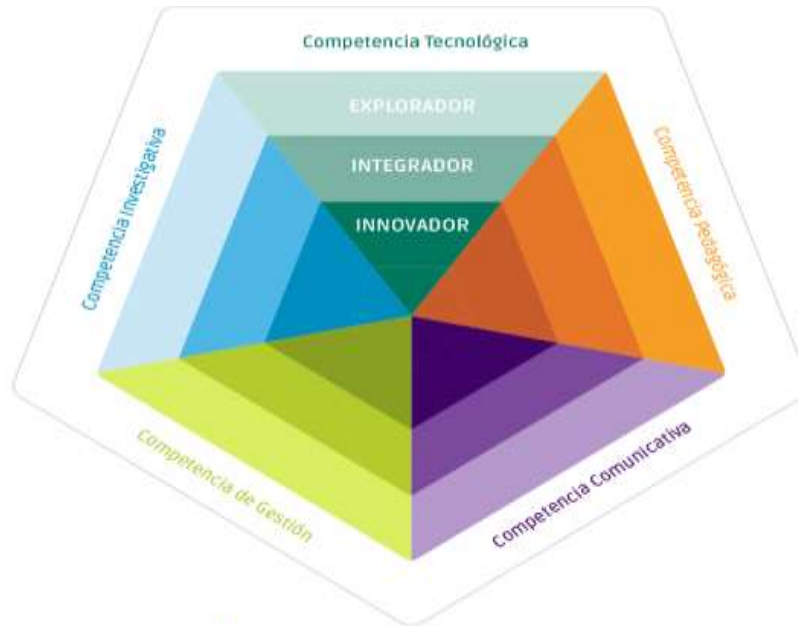 Competencia Tecnológica
EXPLORADOR
INTEGRADOR
INNOVADOR
Competencia Investigativa
Competencia Pedagógica
Competencia de Gestión
Competencia Comunicativa